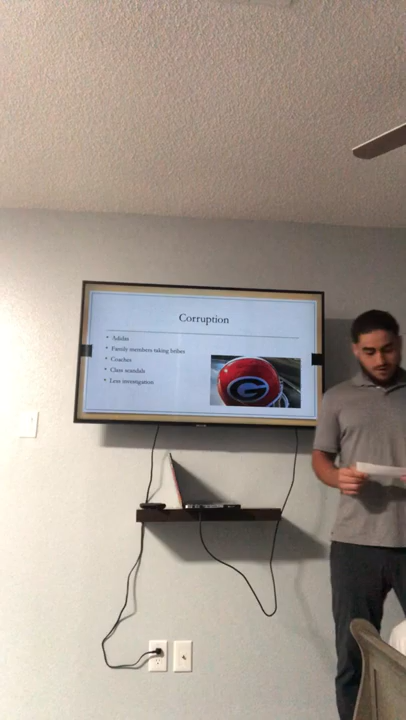 Corruption
• Adidas
• Family members taking bribes
• Coaches
• Class scandals
• Less investigation
G